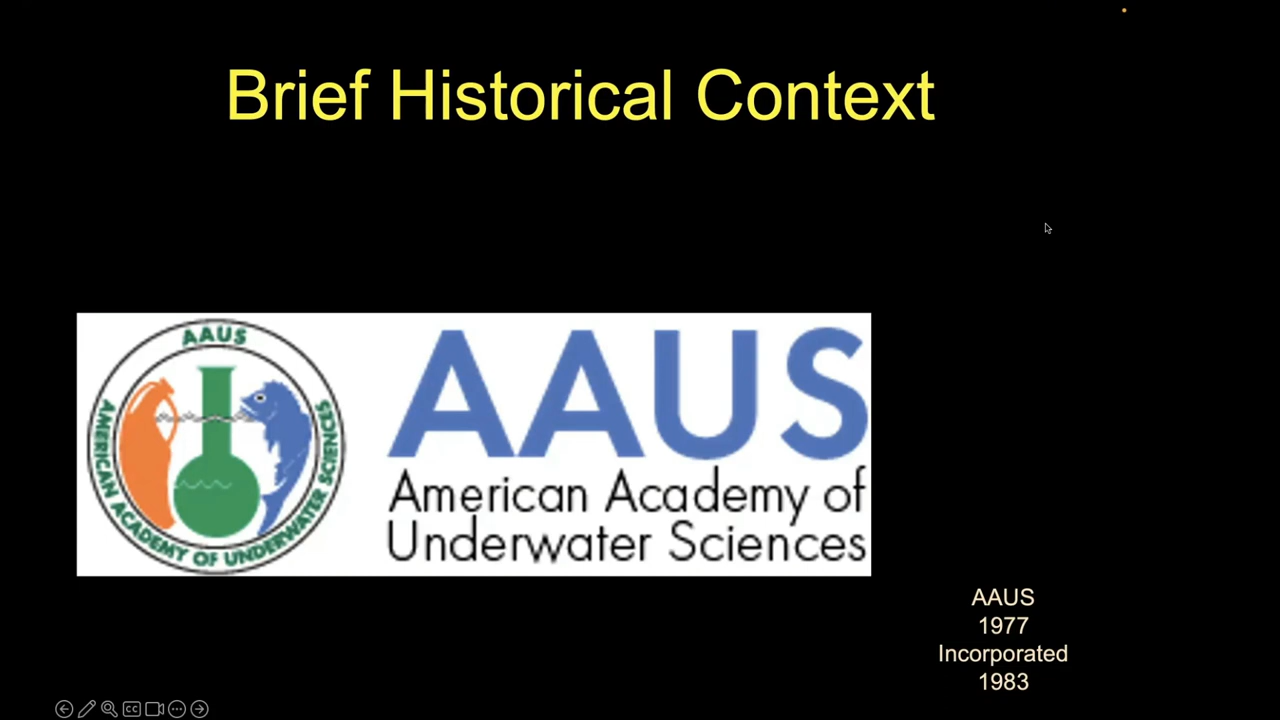 Brief Historical Context
AAUS
AMERICAN ACADEMY OF UNDERWATER SCIENCES
AAUS
American Academy of
Underwater Sciences
AAUS
1977
Incorporated
1983
CC